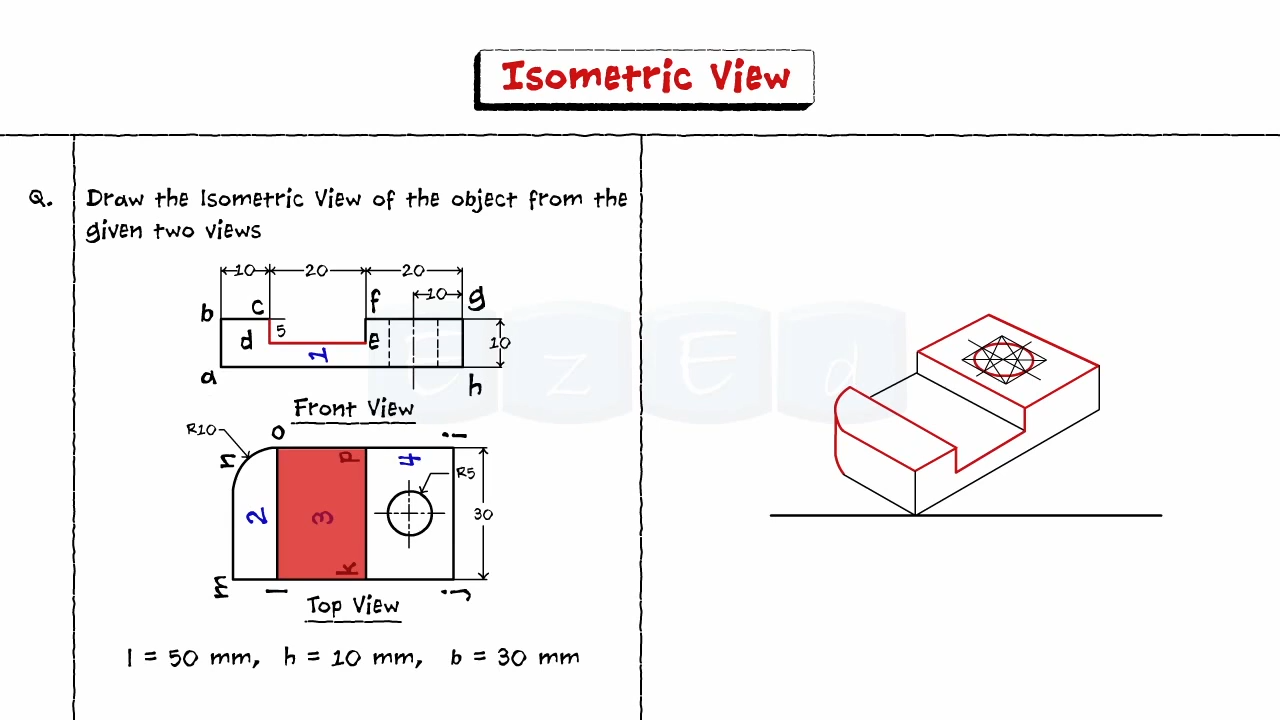 Isometric View
Q. Draw the Isometric View of the object from the
given two views
10 20 20
10
b c f g
d 5 e 10
1
a h
E z E d
Front View
R10 o i
n p 4 R5
2 3 30
m l k j
Top View
l = 50 mm, h = 10 mm, b = 30 mm